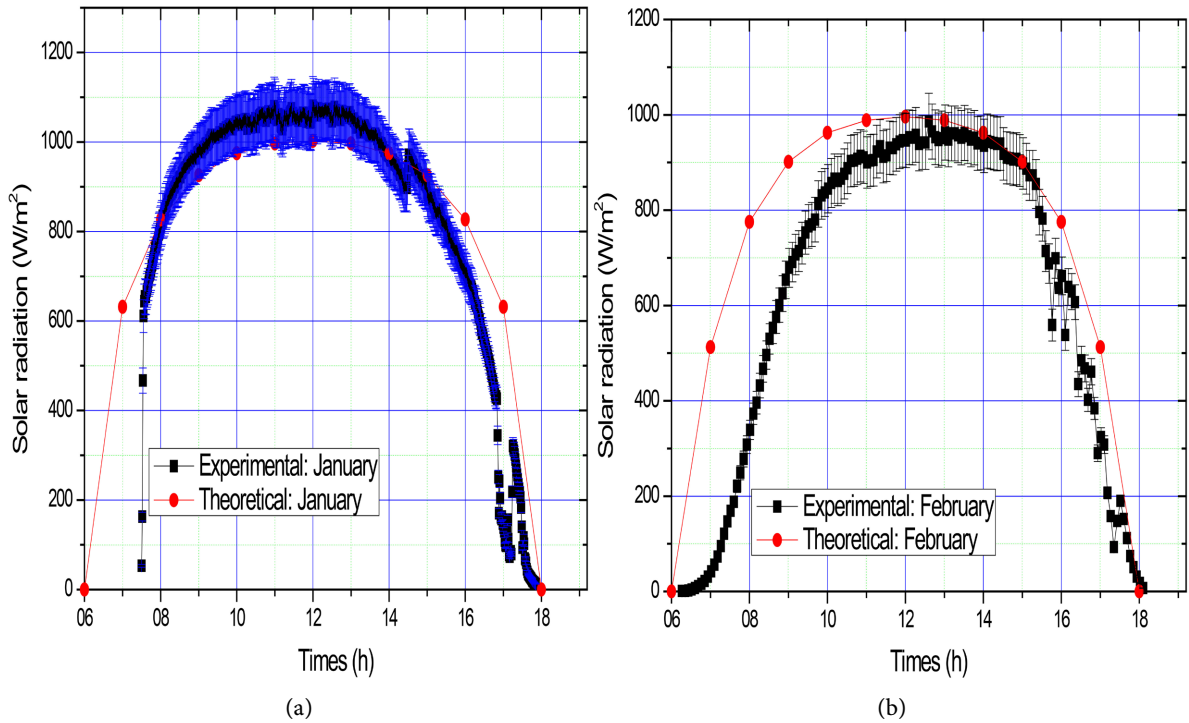 1200
1000
800
600
400
200
0
Solar radiation (W/m²)
Experimental: January
Theoretical: January
06 08 10 12 14 16 18
Times (h)
(a)
1200
1000
800
600
400
200
0
Solar radiation (W/m²)
Experimental: February
Theoretical: February
06 08 10 12 14 16 18
Times (h)
(b)